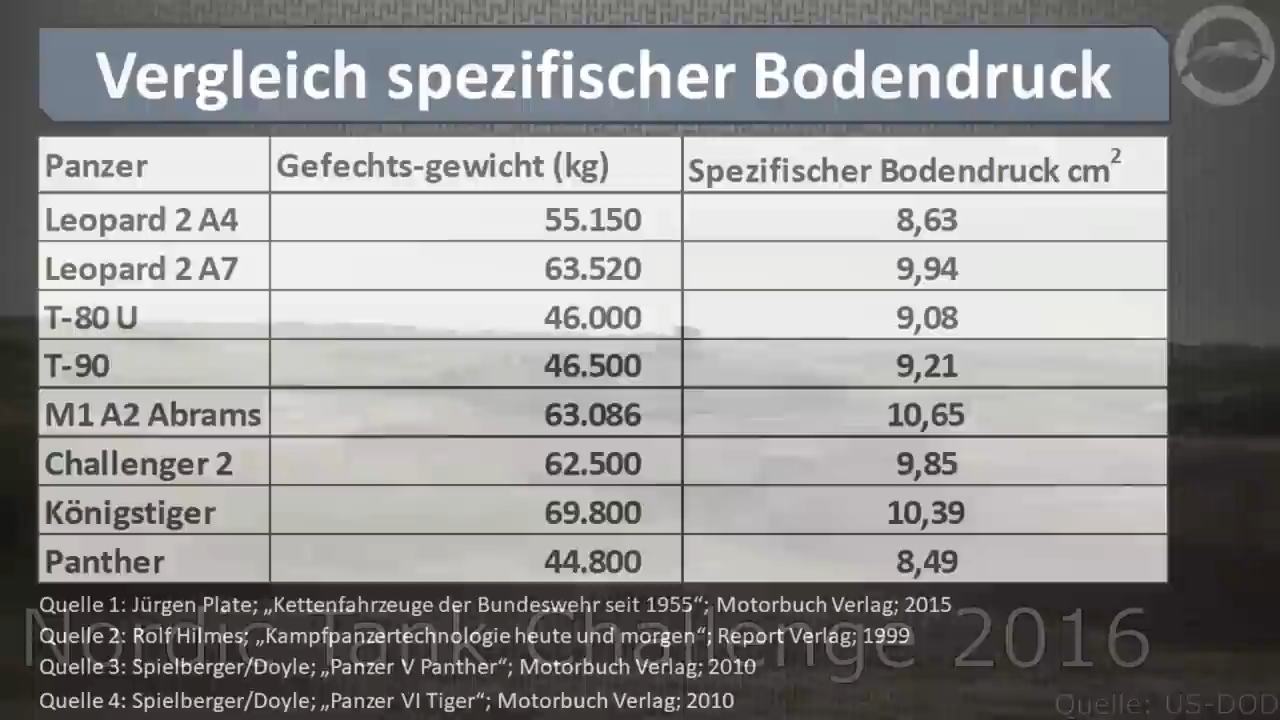 Vergleich spezifischer Bodendruck
Panzer Gefechts-gewicht (kg) Spezifischer Bodendruck cm²
Leopard 2 A4 55.150 8,63
Leopard 2 A7 63.520 9,94
T-80 U 46.000 9,08
T-90 46.500 9,21
M1 A2 Abrams 63.086 10,65
Challenger 2 62.500 9,85
Königstiger 69.800 10,39
Panther 44.800 8,49
Quelle 1: Jürgen Plate; „Kettenfahrzeuge der Bundeswehr seit 1955“; Motorbuch Verlag; 2015
Quelle 2: Rolf Hilmes; „Kampfpanzertechnologie heute und morgen“; Report Verlag; 1999
Quelle 3: Spielberger/Doyle; „Panzer V Panther“; Motorbuch Verlag; 2010
Quelle 4: Spielberger/Doyle; „Panzer VI Tiger“; Motorbuch Verlag; 2010
Nordic Tank Challenge 2016
Quelle: US-DOD